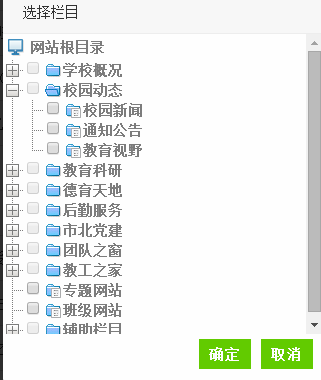 选择栏目
网站根目录
学校概况
校园动态
校园新闻
通知公告
教育视野
教育科研
德育天地
后勤服务
市北党建
团队之窗
教工之家
专题网站
班级网站
辅助栏目
确定 取消